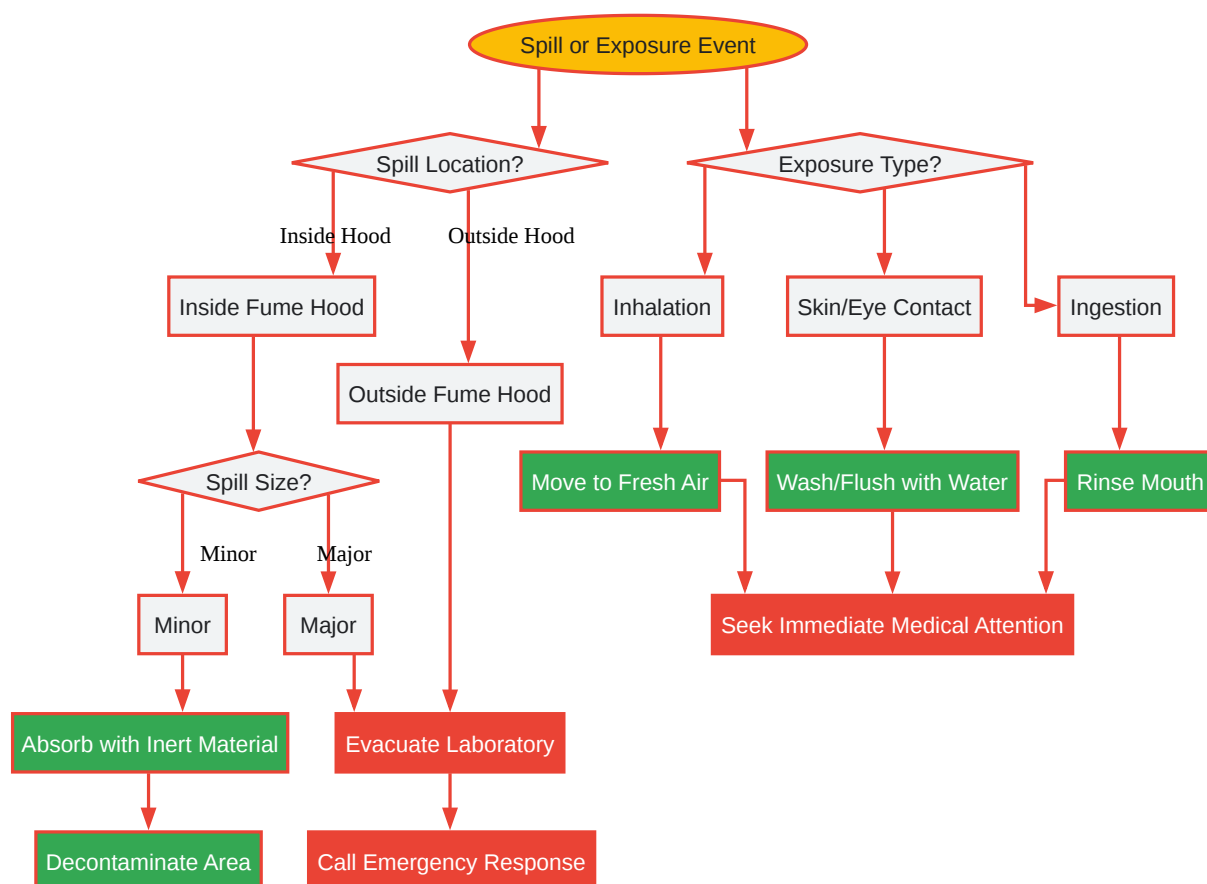 Spill or Exposure Event
Spill Location?
Exposure Type?
Inside Hood
Outside Hood
Inside Fume Hood
Inhalation
Skin/Eye Contact
Ingestion
Outside Fume Hood
Spill Size?
Move to Fresh Air
Wash/Flush with Water
Rinse Mouth
Minor
Major
Minor
Major
Seek Immediate Medical Attention
Absorb with Inert Material
Evacuate Laboratory
Decontaminate Area
Call Emergency Response